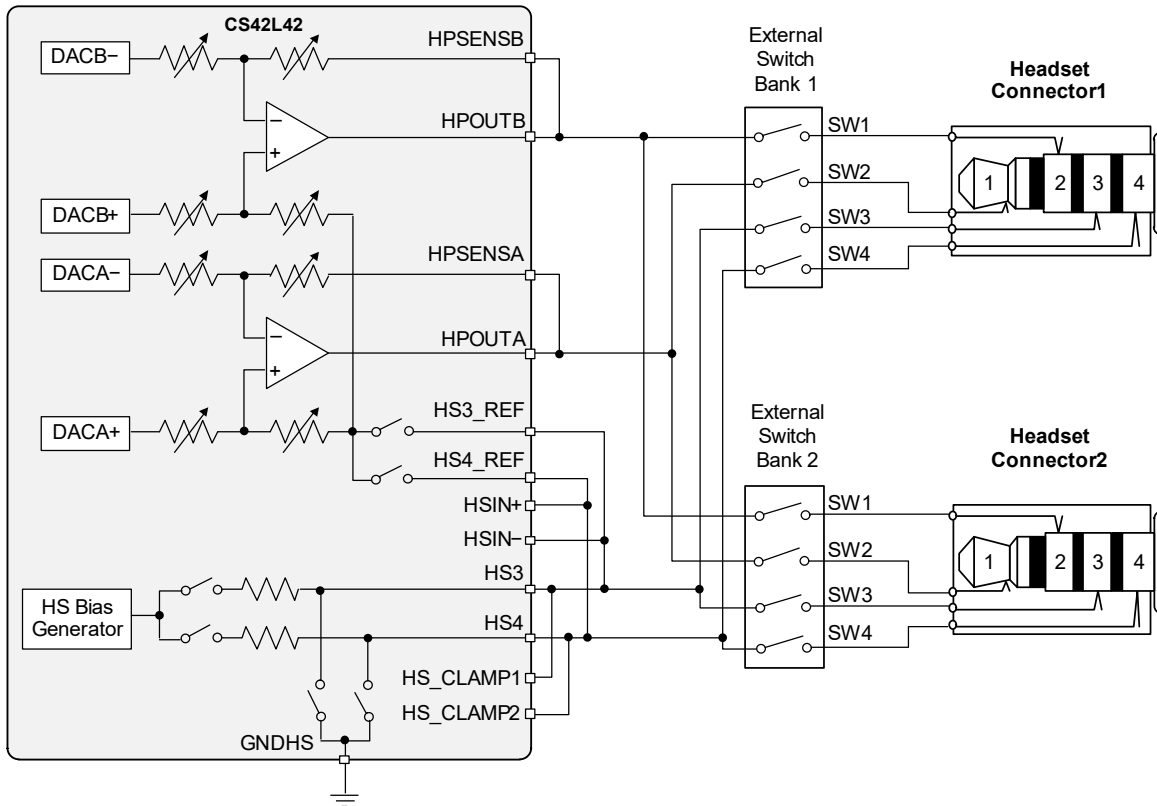 CS42L42
DACB−
HPSENSB
HPOUTB
−
+
DACB+
DACA−
HPSENSA
HPOUTA
−
+
DACA+
HS3_REF
HS4_REF
HSIN+
HSIN−
HS3
HS4
HS Bias
Generator
HS_CLAMP1
HS_CLAMP2
GNDHS
External
Switch
Bank 1
SW1
SW2
SW3
SW4
Headset
Connector1
1
2
3
4
External
Switch
Bank 2
SW1
SW2
SW3
SW4
Headset
Connector2
1
2
3
4